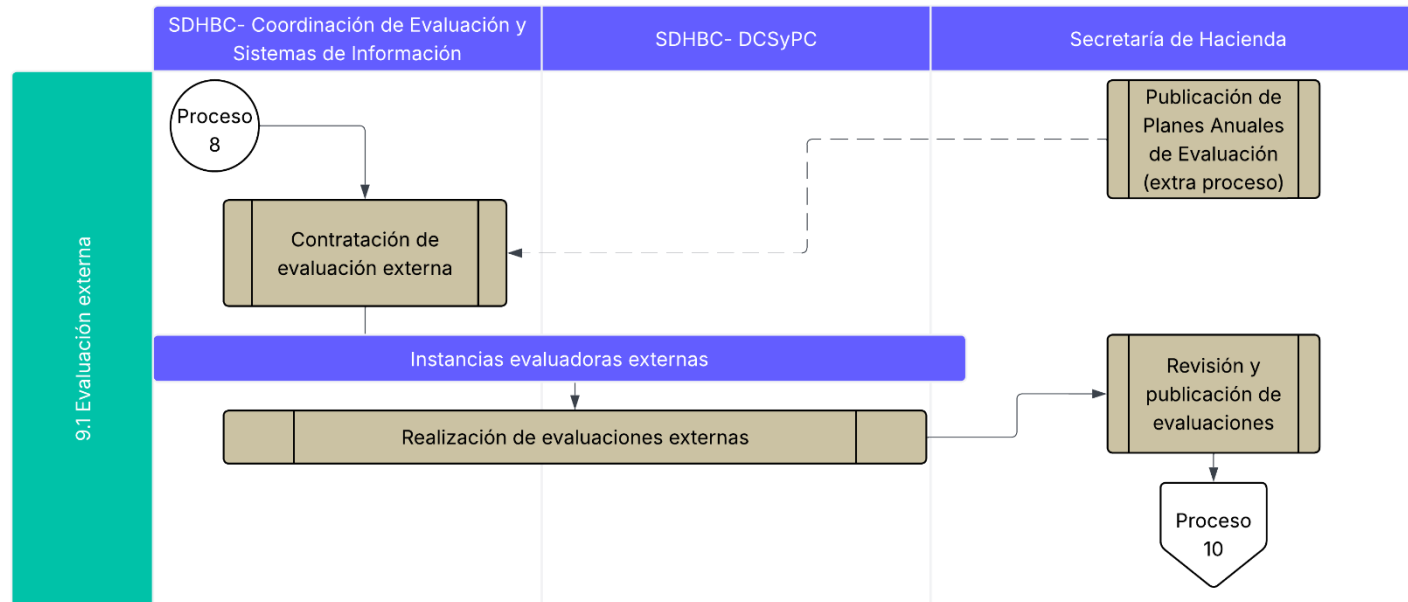 SDHBC- Coordinación de Evaluación y
Sistemas de Información
SDHBC- DCSyPC
Secretaría de Hacienda
9.1 Evaluación externa
Proceso
8
Publicación de
Planes Anuales
de Evaluación
(extra proceso)
Contratación de
evaluación externa
Instancias evaluadoras externas
Realización de evaluaciones externas
Revisión y
publicación de
evaluaciones
Proceso
10